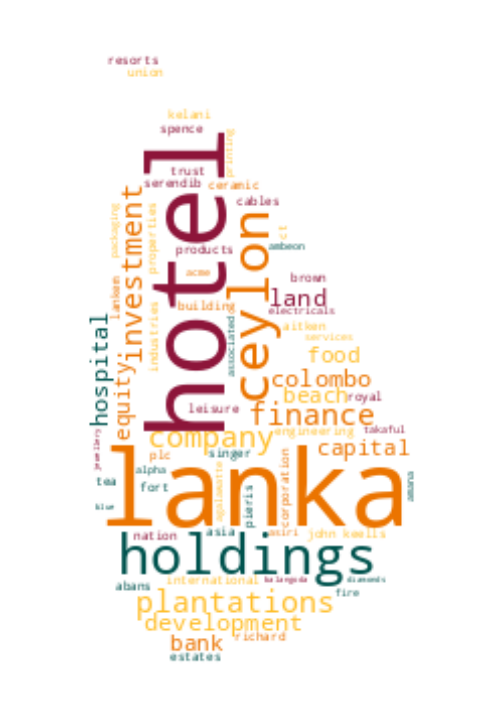 resorts
union
kelani
spence
printing
trust
serendib
ceramic
hotel
investment
cables
packaging
properties
ceylon
ct
products
ambeon
acme
brown
lankem
land
building
electricals
industries
associated
aitken
services
hospital
food
equity
colombo
beach
royal
leisure
finance
company
engineering
takaful
capital
plc
singer
lanka
alpha
agalawatte
corporation
amana
tea
fort
pieris
blue
nation
asia
asiri
john keells
holdings
abans
international
balangoda
diamonds
fire
plantations
development
bank
richard
estates